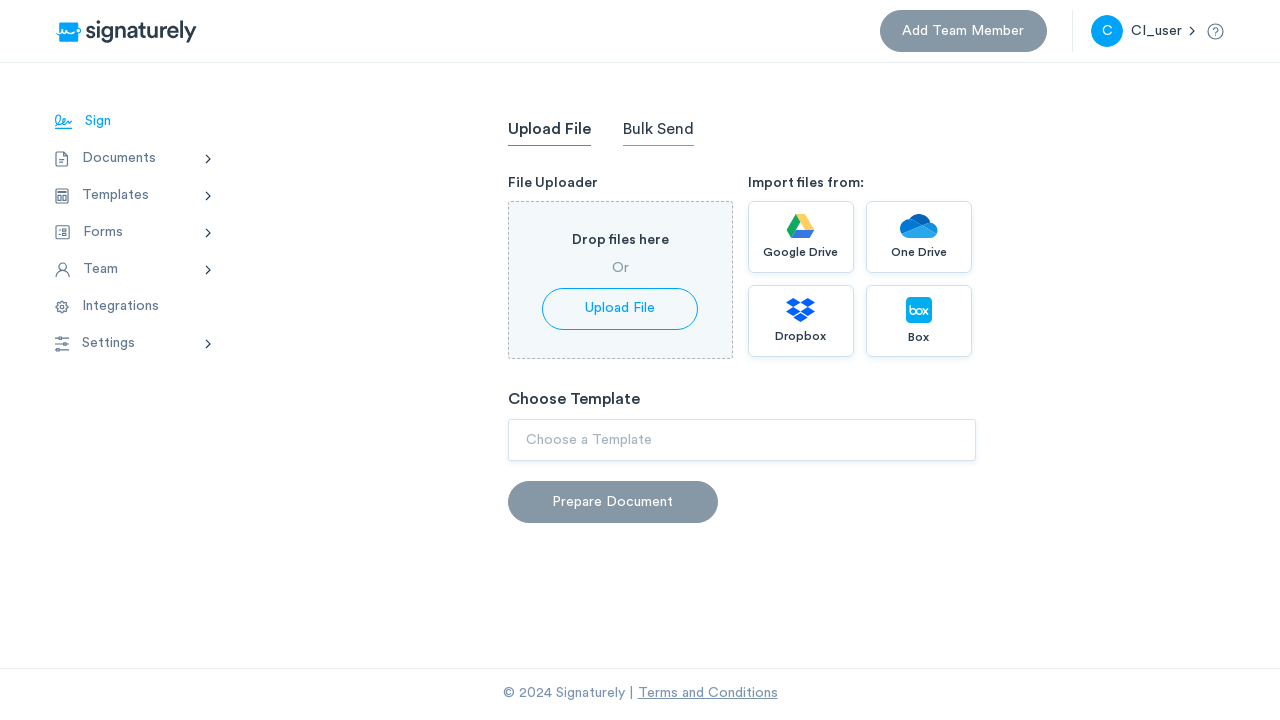 signaturely
Add Team Member
C
CI_user
?
Sign
Documents
Templates
Forms
Team
Integrations
Settings
Upload File
Bulk Send
File Uploader
Import files from:
Drop files here
Or
Upload File
Google Drive
One Drive
Dropbox
box
Box
Choose Template
Choose a Template
Prepare Document
© 2024 Signaturely | Terms and Conditions